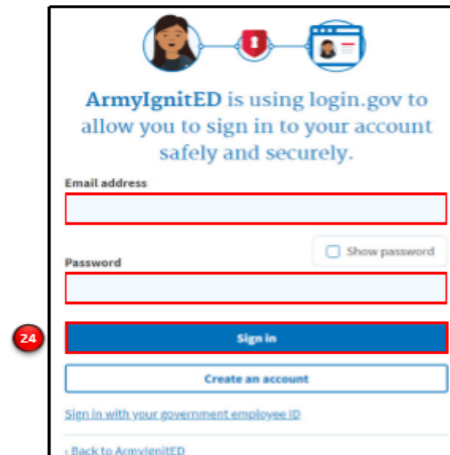 ArmyIgnitED is using login.gov to
allow you to sign in to your account
safely and securely.
Email address
Show password
Password
24
Sign in
Create an account
Sign in with your government employee ID
‹ Back to ArmyIgnitED